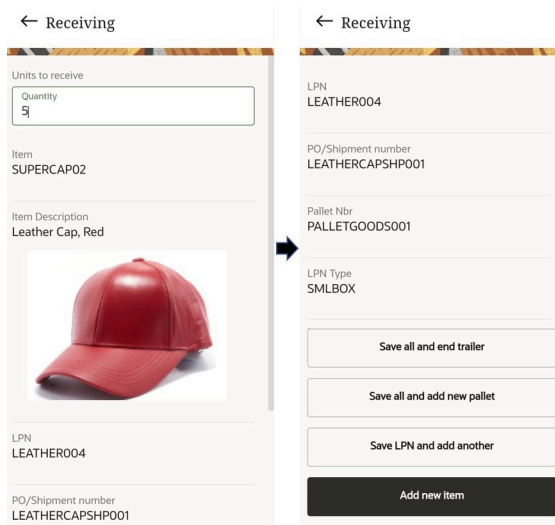 ← Receiving
Units to receive
Quantity
5
Item
SUPERCAP02
Item Description
Leather Cap, Red
LPN
LEATHER004
PO/Shipment number
LEATHERCAPSHP001
← Receiving
LPN
LEATHER004
PO/Shipment number
LEATHERCAPSHP001
Pallet Nbr
PALLETGOODS001
LPN Type
SMLBOX
Save all and end trailer
Save all and add new pallet
Save LPN and add another
Add new item